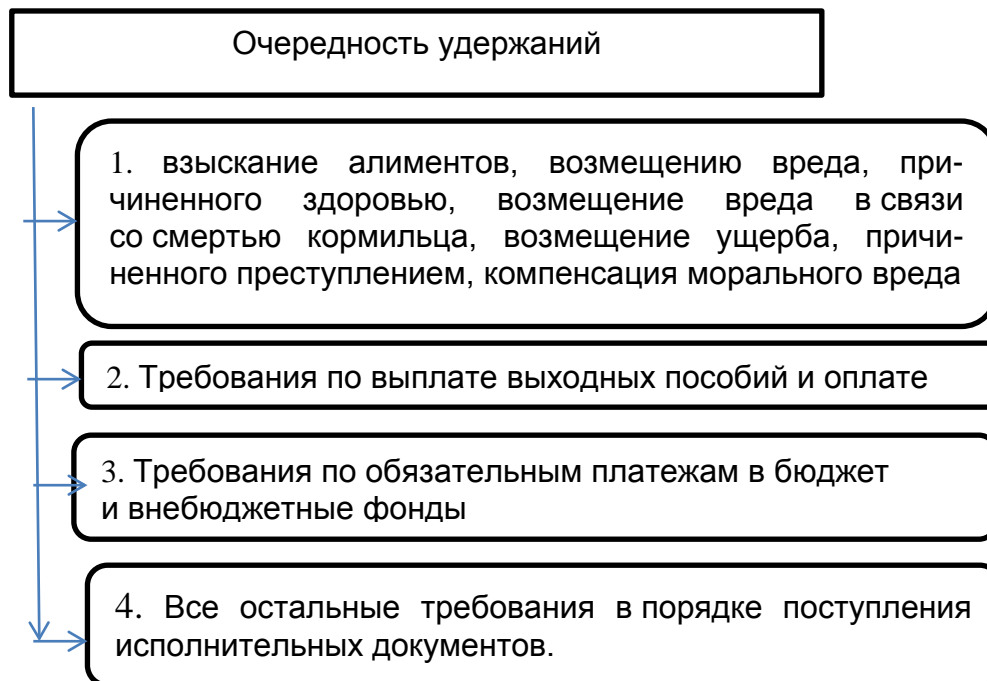 Очередность удержаний
1. взыскание алиментов, возмещению вреда, при-
чиненного здоровью, возмещение вреда в связи
со смертью кормильца, возмещение ущерба, причи-
ненного преступлением, компенсация морального вреда
2. Требования по выплате выходных пособий и оплате
3. Требования по обязательным платежам в бюджет
и внебюджетные фонды
4. Все остальные требования в порядке поступления
исполнительных документов.